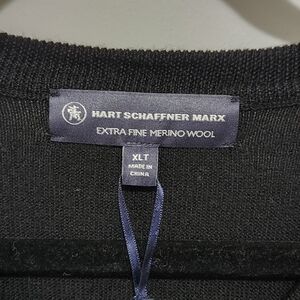 HART SCHAFFNER MARX
EXTRA FINE MERINO WOOL
XLT
MADE IN
CHINA